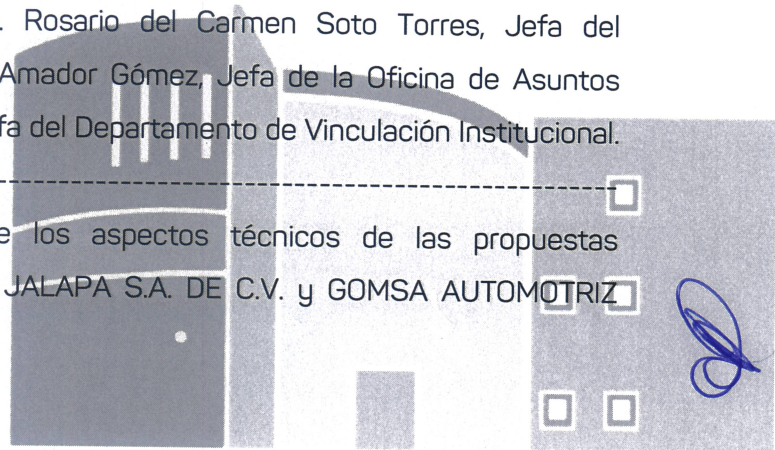 . Rosario del Carmen Soto Torres, Jefa del
Amador Gómez, Jefa de la Oficina de Asuntos
fa del Departamento de Vinculación Institucional.
--------------------------------------------------------------
e los aspectos técnicos de las propuestas
JALAPA S.A. DE C.V. y GOMSA AUTOMOTRIZ